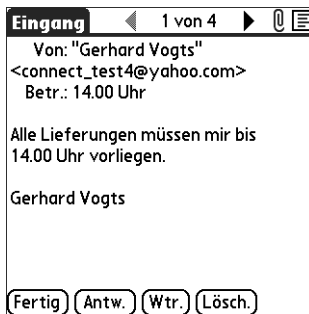 Eingang 1 von 4
Von: "Gerhard Vogts"
<connect_test4@yahoo.com>
Betr.: 14.00 Uhr
Alle Lieferungen müssen mir bis
14.00 Uhr vorliegen.
Gerhard Vogts
Fertig Antw. Wtr. Lösch.